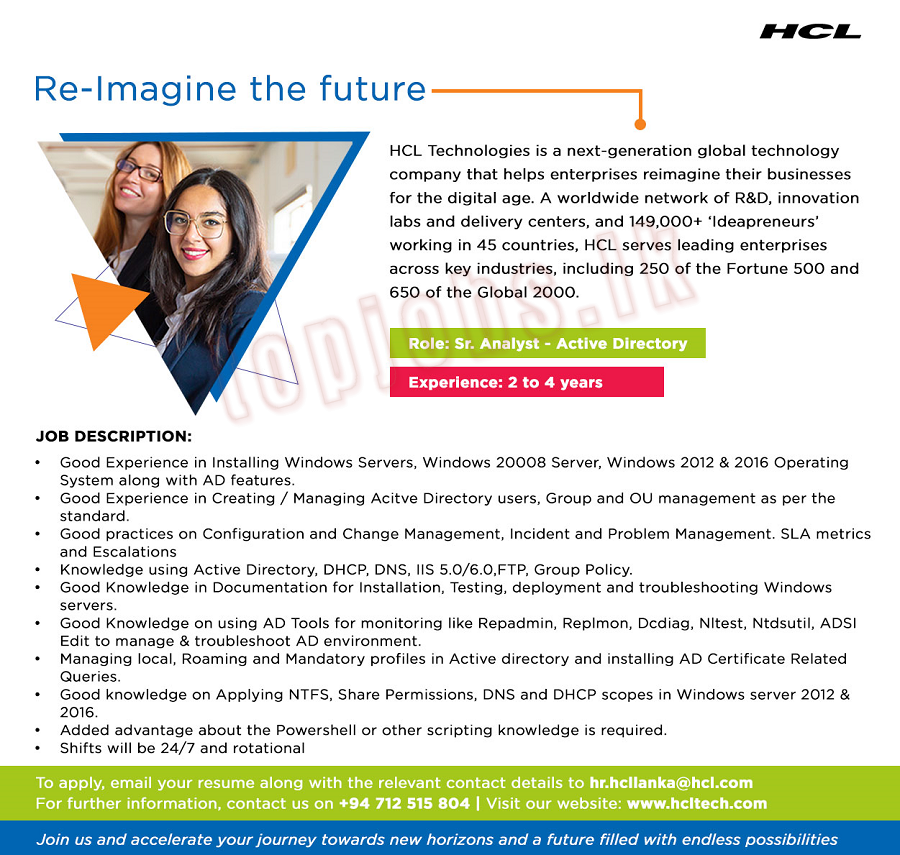 HCL
Re-Imagine the future
HCL Technologies is a next-generation global technology
company that helps enterprises reimagine their businesses
for the digital age. A worldwide network of R&D, innovation
labs and delivery centers, and 149,000+ ‘Ideapreneurs’
working in 45 countries, HCL serves leading enterprises
across key industries, including 250 of the Fortune 500 and
650 of the Global 2000.
topjobs.lk
Role: Sr. Analyst - Active Directory
Experience: 2 to 4 years
JOB DESCRIPTION:
• Good Experience in Installing Windows Servers, Windows 20008 Server, Windows 2012 & 2016 Operating
System along with AD features.
• Good Experience in Creating / Managing Acitve Directory users, Group and OU management as per the
standard.
• Good practices on Configuration and Change Management, Incident and Problem Management. SLA metrics
and Escalations
• Knowledge using Active Directory, DHCP, DNS, IIS 5.0/6.0,FTP, Group Policy.
• Good Knowledge in Documentation for Installation, Testing, deployment and troubleshooting Windows
servers.
• Good Knowledge on using AD Tools for monitoring like Repadmin, Replmon, Dcdiag, Nltest, Ntdsutil, ADSI
Edit to manage & troubleshoot AD environment.
• Managing local, Roaming and Mandatory profiles in Active directory and installing AD Certificate Related
Queries.
• Good knowledge on Applying NTFS, Share Permissions, DNS and DHCP scopes in Windows server 2012 &
2016.
• Added advantage about the Powershell or other scripting knowledge is required.
• Shifts will be 24/7 and rotational
To apply, email your resume along with the relevant contact details to hr.hcllanka@hcl.com
For further information, contact us on +94 712 515 804 | Visit our website: www.hcltech.com
Join us and accelerate your journey towards new horizons and a future filled with endless possibilities